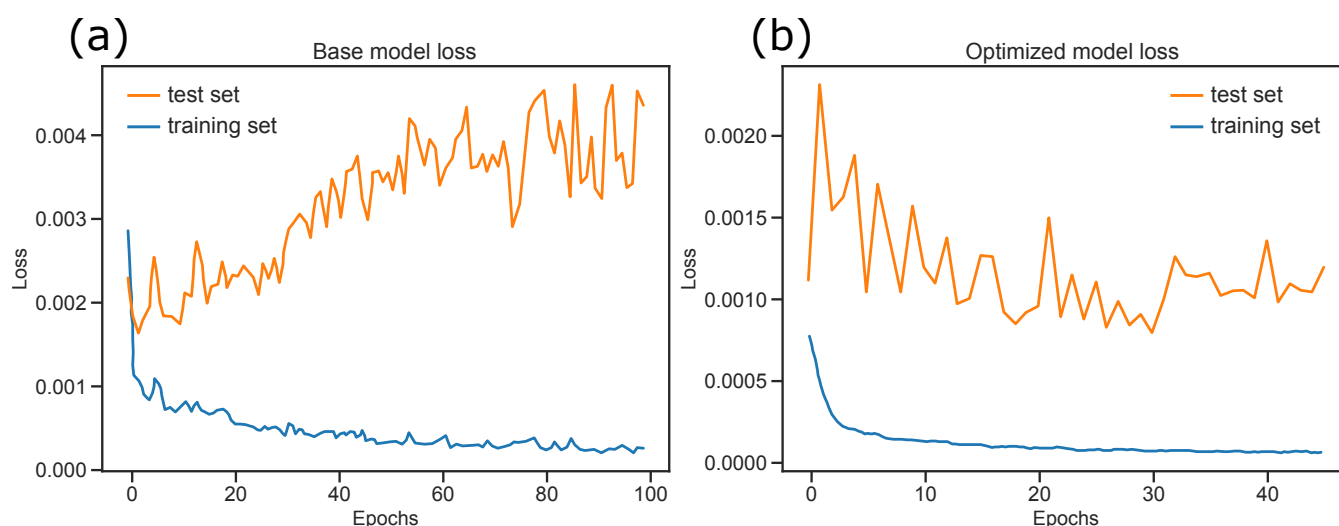 (a)
Base model loss
test set
training set
0.004
0.003
0.002
0.001
0.000
Loss
0
20
40
60
80
100
Epochs
(b)
Optimized model loss
test set
training set
0.0020
0.0015
0.0010
0.0005
0.0000
Loss
0
10
20
30
40
Epochs